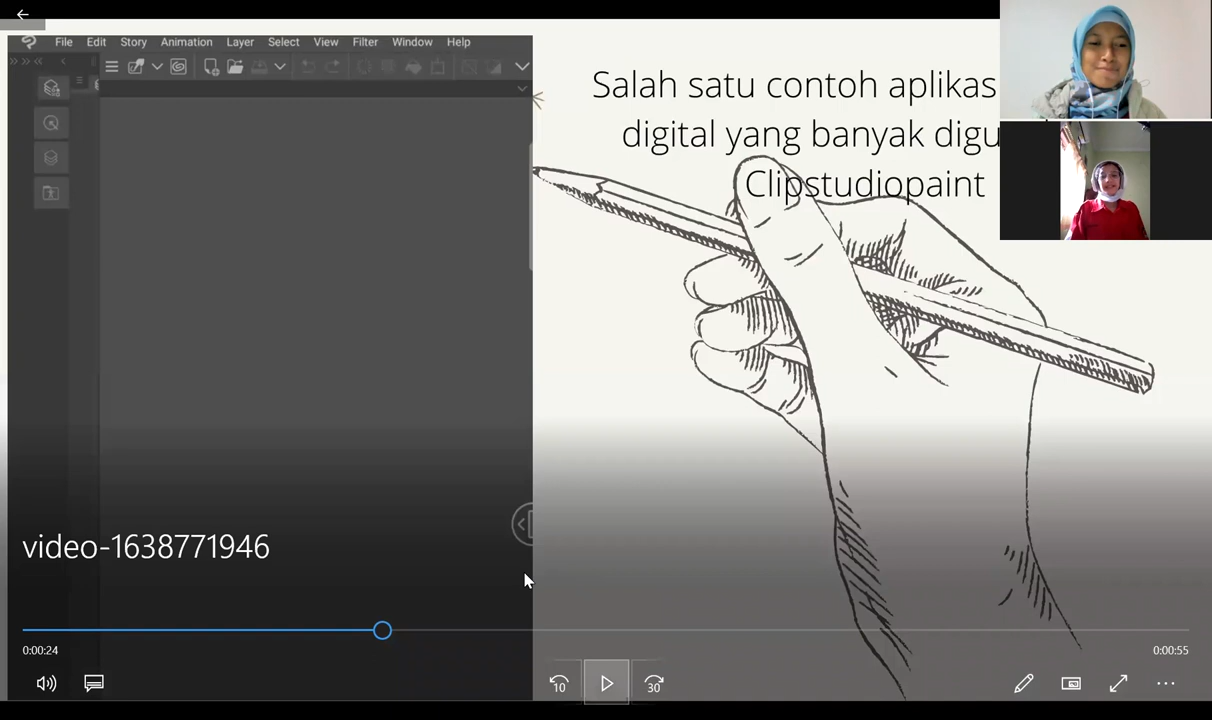 File Edit Story Animation Layer Select View Filter Window Help
Salah satu contoh aplikas
digital yang banyak digu
Clipstudiopaint
video-1638771946
0:00:24
0:00:55
10
30